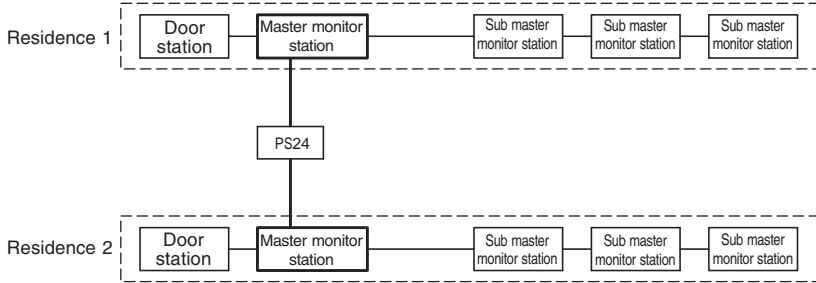 Residence 1
Door
station
Master monitor
station
Sub master
monitor station
Sub master
monitor station
Sub master
monitor station
PS24
Residence 2
Door
station
Master monitor
station
Sub master
monitor station
Sub master
monitor station
Sub master
monitor station